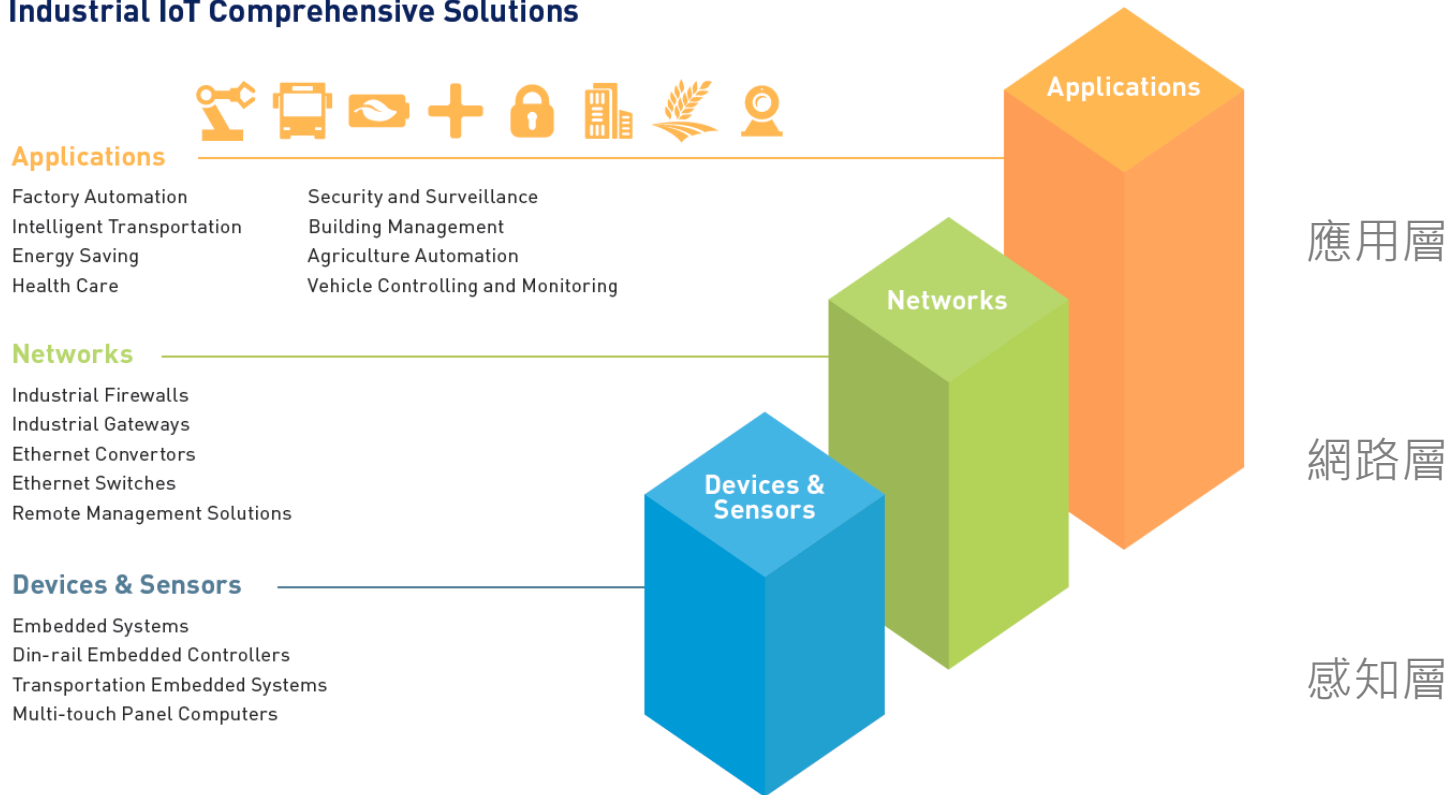 Industrial IoT Comprehensive Solutions
Applications
Factory Automation
Intelligent Transportation
Energy Saving
Health Care
Security and Surveillance
Building Management
Agriculture Automation
Vehicle Controlling and Monitoring
Networks
Industrial Firewalls
Industrial Gateways
Ethernet Convertors
Ethernet Switches
Remote Management Solutions
Devices & Sensors
Embedded Systems
Din-rail Embedded Controllers
Transportation Embedded Systems
Multi-touch Panel Computers
Applications
Networks
Devices &
Sensors
應用層
網路層
感知層